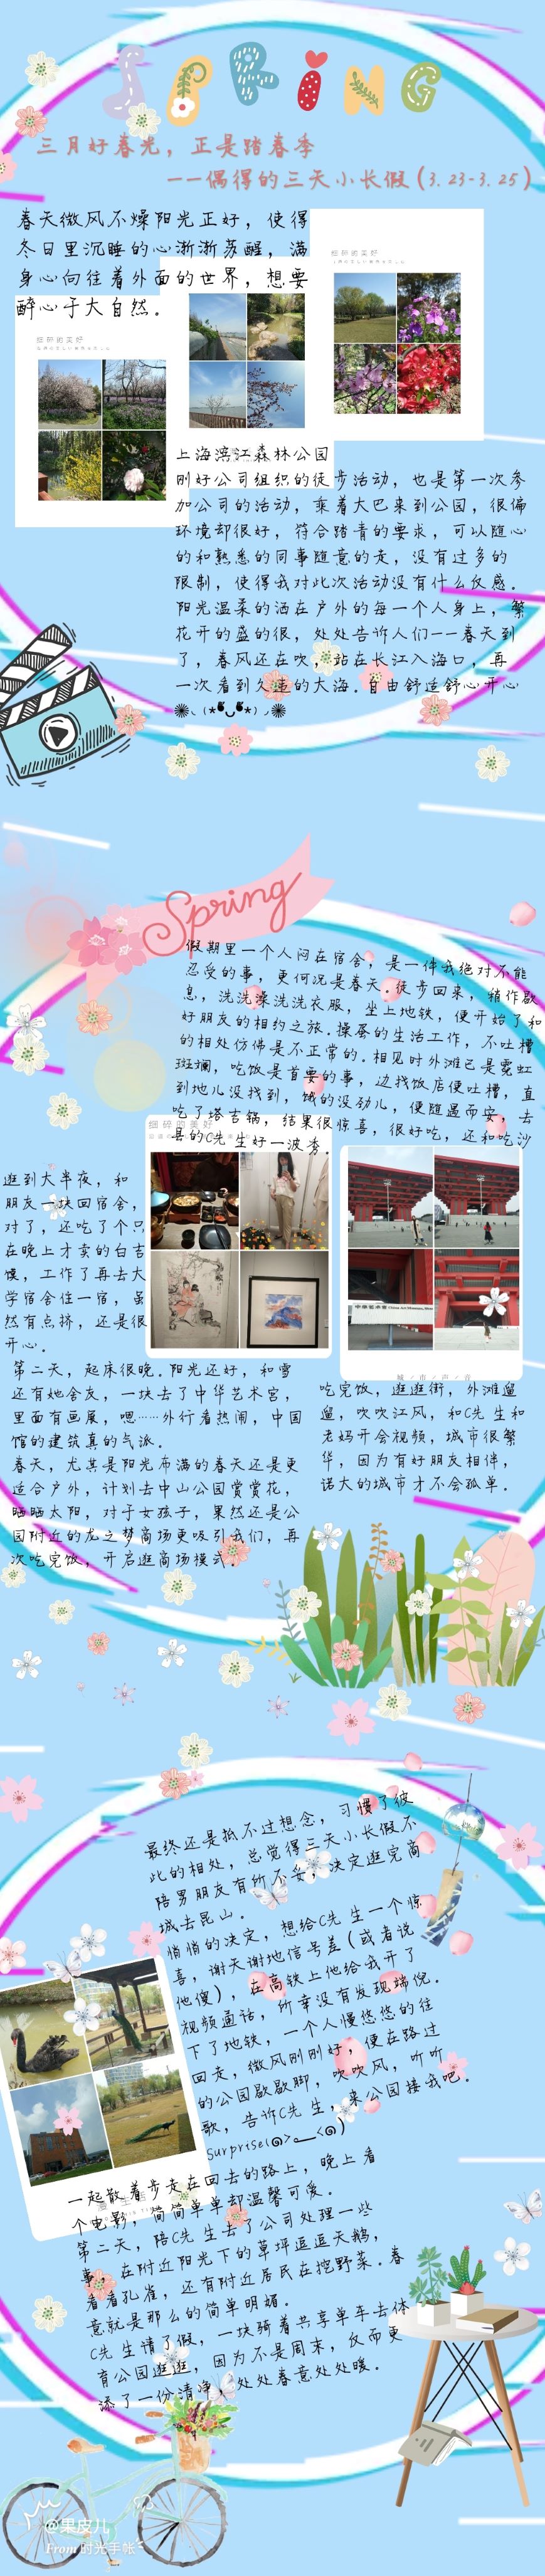 SPRING
三月好春光，正是踏春季
——偶得的三天小长假(3.23-3.25)
春天微风不燥阳光正好，使得
冬日里沉睡的心渐渐苏醒，满
身心向往着外面的世界，想要
醉心于大自然。
细碎的美好
细碎的美好
上海滨江森林公园
刚好公司组织的徒步活动，也是第一次参
加公司的活动，乘着大巴来到公园，很偏
环境却很好，符合踏青的要求，可以随心
的和熟悉的同事随意的走，没有过多的
限制，使得我对此次活动没有什么反感。
阳光温柔的洒在户外的每一个人身上，繁
花开的盛的很，处处告诉人们——春天到
了，春风还在吹，站在长江入海口，再
一次看到久违的大海。自由舒适舒心开心
Spring
假期里一个人闷在宿舍，是一件我绝对不能
忍受的事，更何况是春天。徒步回来，稍作歇
息，洗洗漱洗洗衣服，坐上地铁，便开始了和
好朋友的相约之旅。操蛋的生活工作，不吐槽
的相处仿佛是不正常的。相见时外滩已是霓虹
斑斓，吃饭是首要的事，边找饭店便吐槽，直
到地儿没找到，饿的没劲儿，便随遇而安，去
吃了塔吉锅，结果很惊喜，很好吃，还和吃沙
县的C先生好一波秀。
细碎的美好
逛到大半夜，和
朋友一块回宿舍，
对了，还吃了个只
在晚上才卖的白吉
馍，工作了再去大
学宿舍住一宿，虽
然有点挤，还是很
开心。
城/市/声/音
第二天，起床很晚。阳光还好，和雪
还有她舍友，一块去了中华艺术宫，
里面有画展，嗯……外行看热闹，中国
馆的建筑真的气派。
春天，尤其是阳光布满的春天还是更
适合户外，计划去中山公园赏赏花，
晒晒太阳，对于女孩子，果然还是公
园附近的龙之梦商场更吸引我们，再
次吃完饭，开启逛商场模式。
吃完饭，逛逛街，外滩遛
遛，吹吹江风，和C先生和
老妈开会视频，城市很繁
华，因为有好朋友相伴，
诺大的城市才不会孤单。
最终还是抵不过想念，习惯了彼
此的相处，总觉得三天小长假不
陪男朋友有所不妥，决定逛完商
城去昆山。
悄悄的决定，想给C先生一个惊
喜，谢天谢地信号差(或者说
他傻)，在高铁上他给我开了
视频通话，所幸没有发现端倪。
下了地铁，一个人慢悠悠的往
回走，微风刚刚好，便在路过
的公园歇歇脚，吹吹风，听听
歌，告诉C先生，来公园接我吧。
surprise
一起散着步走在回去的路上，晚上看
个电影，简简单单却温馨可爱。
第二天，陪C先生去了公司处理一些
事，在附近阳光下的草坪逗逗天鹅，
看看孔雀，还有附近居民在挖野菜。春
意就是那么的简单明媚。
C先生请了假，一块骑着共享单车去体
育公园逛逛，因为不是周末，反而更
添了一份清净，处处春意处处暖。
@果皮儿
From 时光手帐